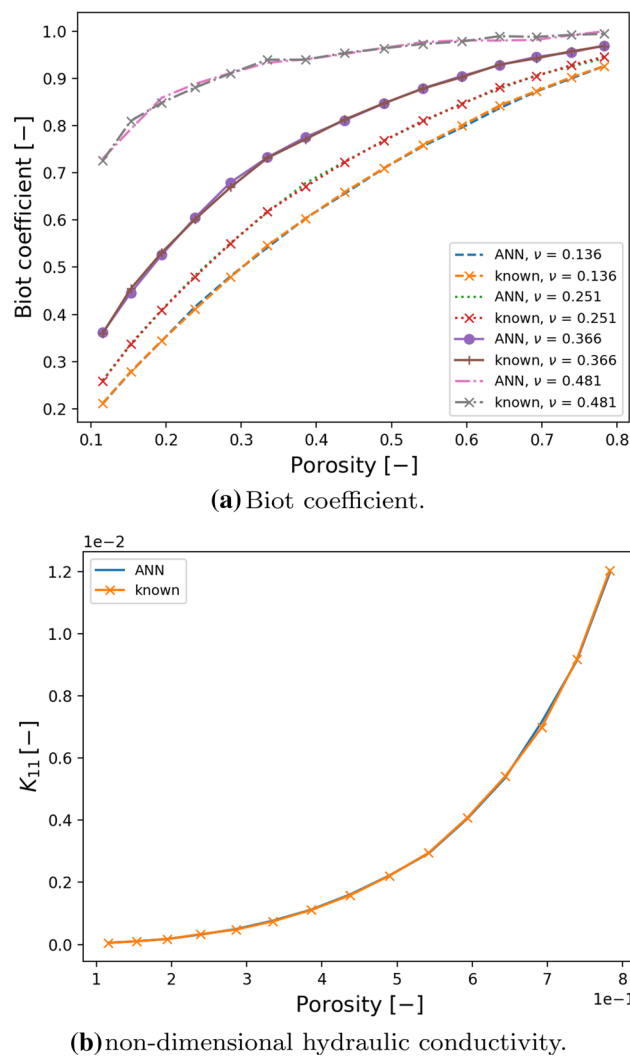 1.0
0.9
0.8
0.7
0.6
0.5
0.4
0.3
0.2
Biot coefficient [−]
ANN, ν = 0.136
known, ν = 0.136
ANN, ν = 0.251
known, ν = 0.251
ANN, ν = 0.366
known, ν = 0.366
ANN, ν = 0.481
known, ν = 0.481
0.1 0.2 0.3 0.4 0.5 0.6 0.7 0.8
Porosity [−]
(a) Biot coefficient.
1e−2
ANN
known
1.2
1.0
0.8
0.6
0.4
0.2
0.0
K₁₁ [−]
1 2 3 4 5 6 7 8
Porosity [−]
1e−1
(b) non-dimensional hydraulic conductivity.